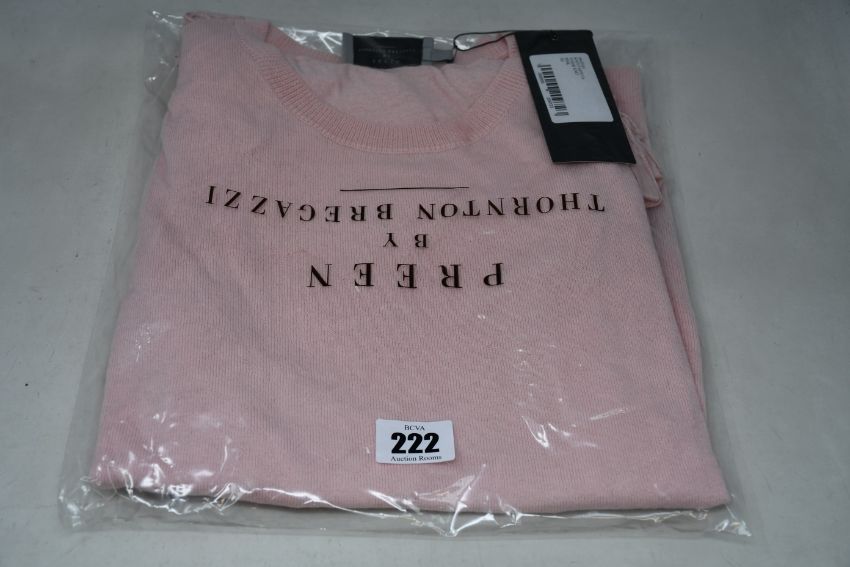 PREEN
BY
THORNTON BREGAZZI
BCVA
222
Auction Rooms